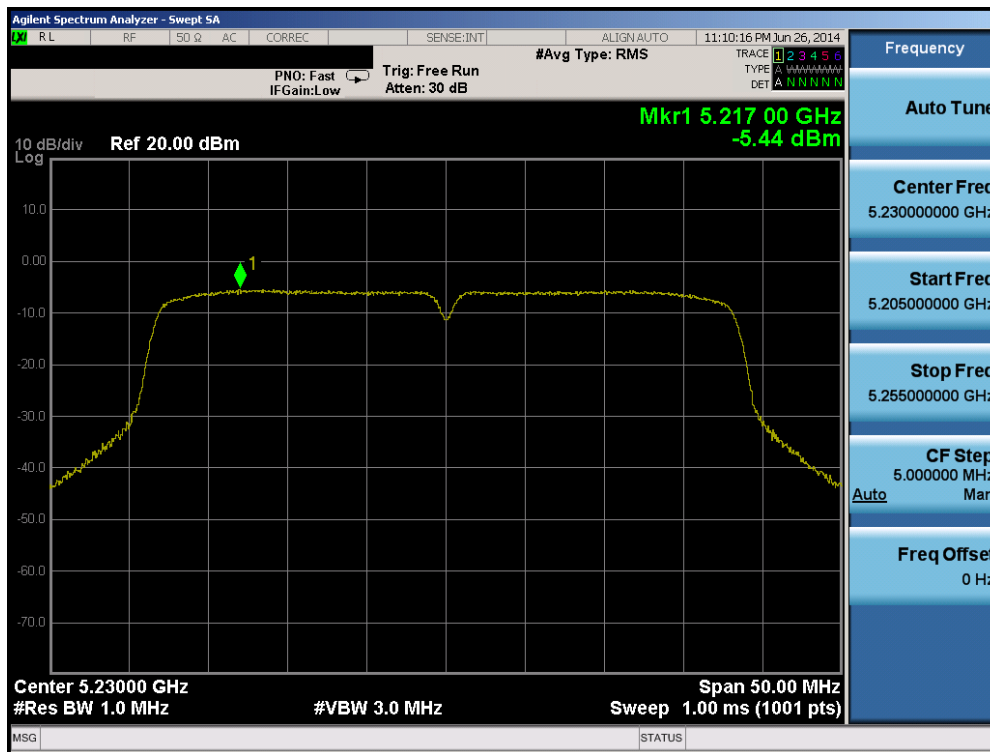 Agilent Spectrum Analyzer - Swept SA
LXI RL RF 50 Ω AC CORREC SENSE:INT ALIGN AUTO 11:10:16 PM Jun 26, 2014
#Avg Type: RMS
TRACE 1 2 3 4 5 6
TYPE A WWWWW
DET A N N N N N
PNO: Fast
IFGain:Low
Trig: Free Run
Atten: 30 dB
Mkr1 5.217 00 GHz
-5.44 dBm
10 dB/div
Log
Ref 20.00 dBm
10.0
0.00
-10.0
-20.0
-30.0
-40.0
-50.0
-60.0
-70.0
1
Center 5.23000 GHz
Span 50.00 MHz
#Res BW 1.0 MHz
#VBW 3.0 MHz
Sweep 1.00 ms (1001 pts)
MSG
STATUS
Frequency
Auto Tune
Center Freq
5.230000000 GHz
Start Freq
5.205000000 GHz
Stop Freq
5.255000000 GHz
CF Step
5.000000 MHz
Auto Man
Freq Offset
0 Hz